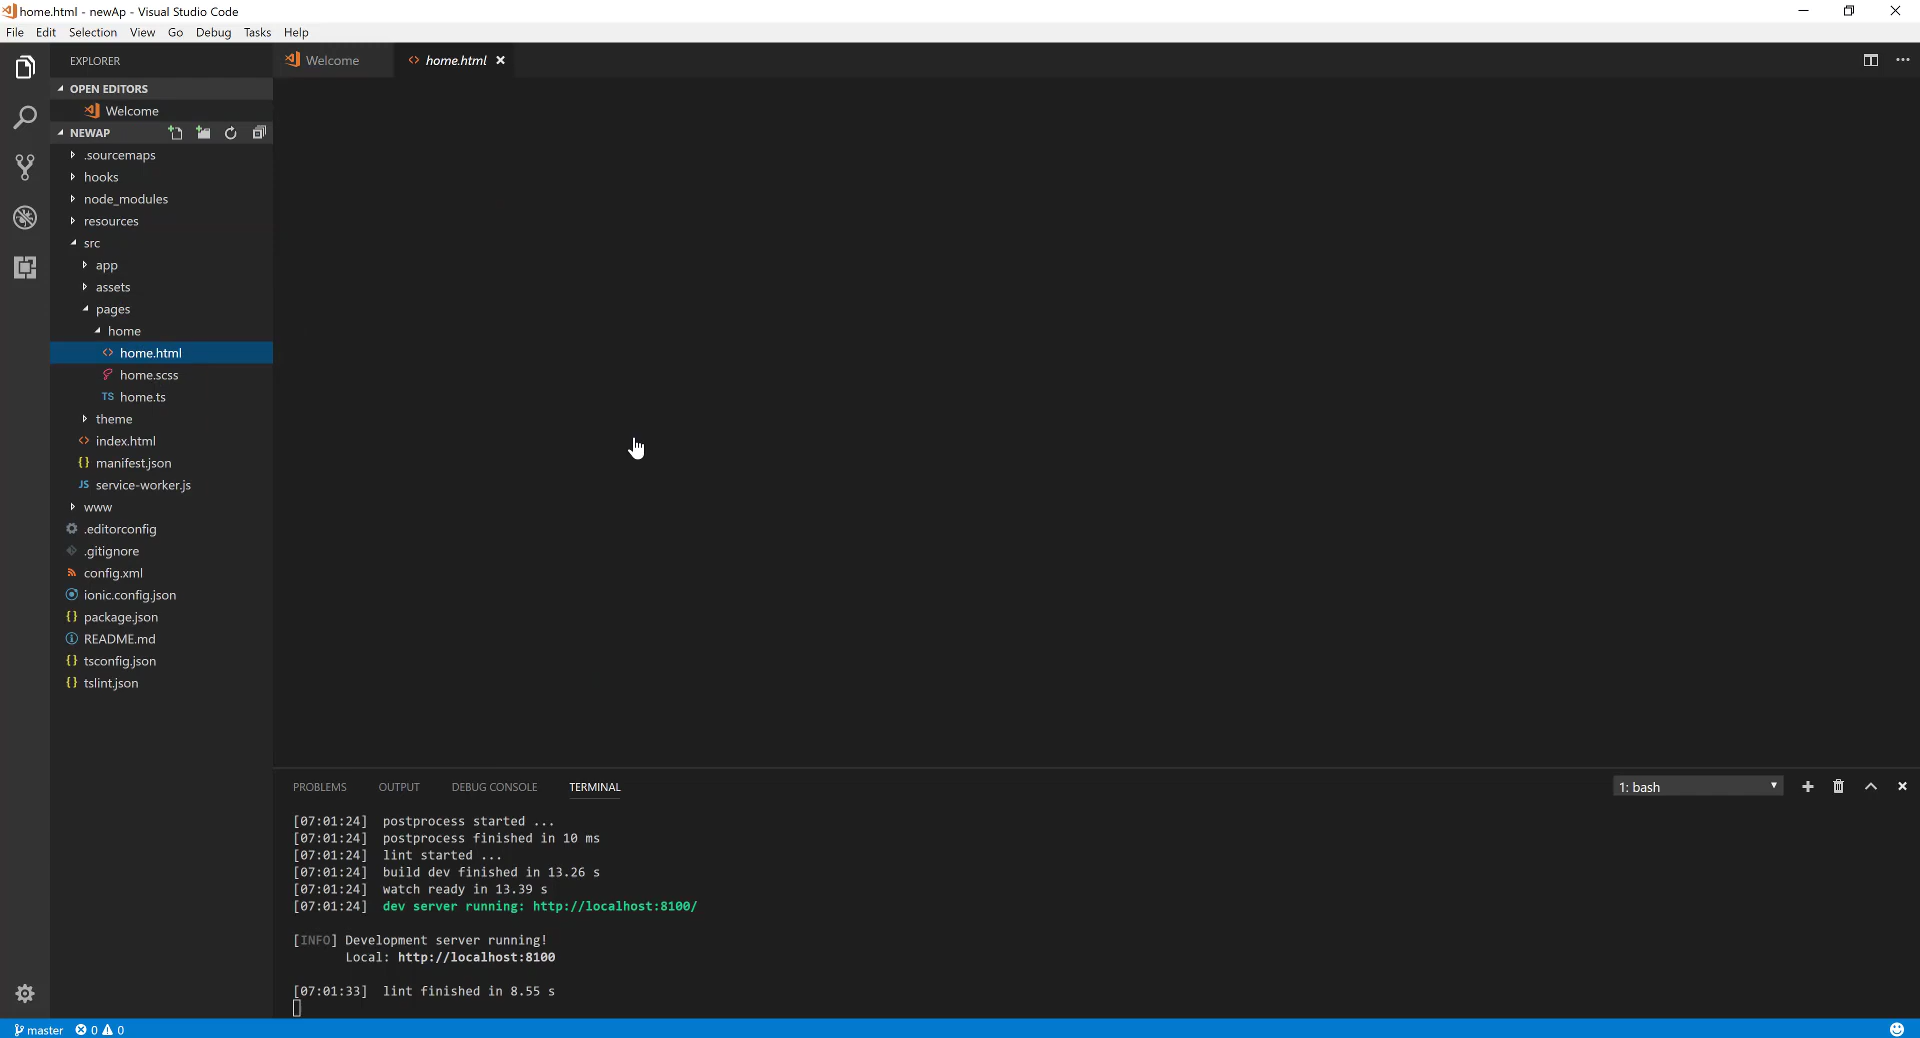 home.html - newAp - Visual Studio Code
File Edit Selection View Go Debug Tasks Help
EXPLORER
OPEN EDITORS
Welcome
NEWAP
.sourcemaps
hooks
node_modules
resources
src
app
assets
pages
home
home.html
home.scss
TS home.ts
theme
index.html
{} manifest.json
JS service-worker.js
www
.editorconfig
.gitignore
config.xml
ionic.config.json
{} package.json
README.md
{} tsconfig.json
{} tslint.json
Welcome home.html
PROBLEMS OUTPUT DEBUG CONSOLE TERMINAL
1: bash
[07:01:24] postprocess started ...
[07:01:24] postprocess finished in 10 ms
[07:01:24] lint started ...
[07:01:24] build dev finished in 13.26 s
[07:01:24] watch ready in 13.39 s
[07:01:24] dev server running: http://localhost:8100/
[INFO] Development server running!
Local: http://localhost:8100
[07:01:33] lint finished in 8.55 s
master 0 0